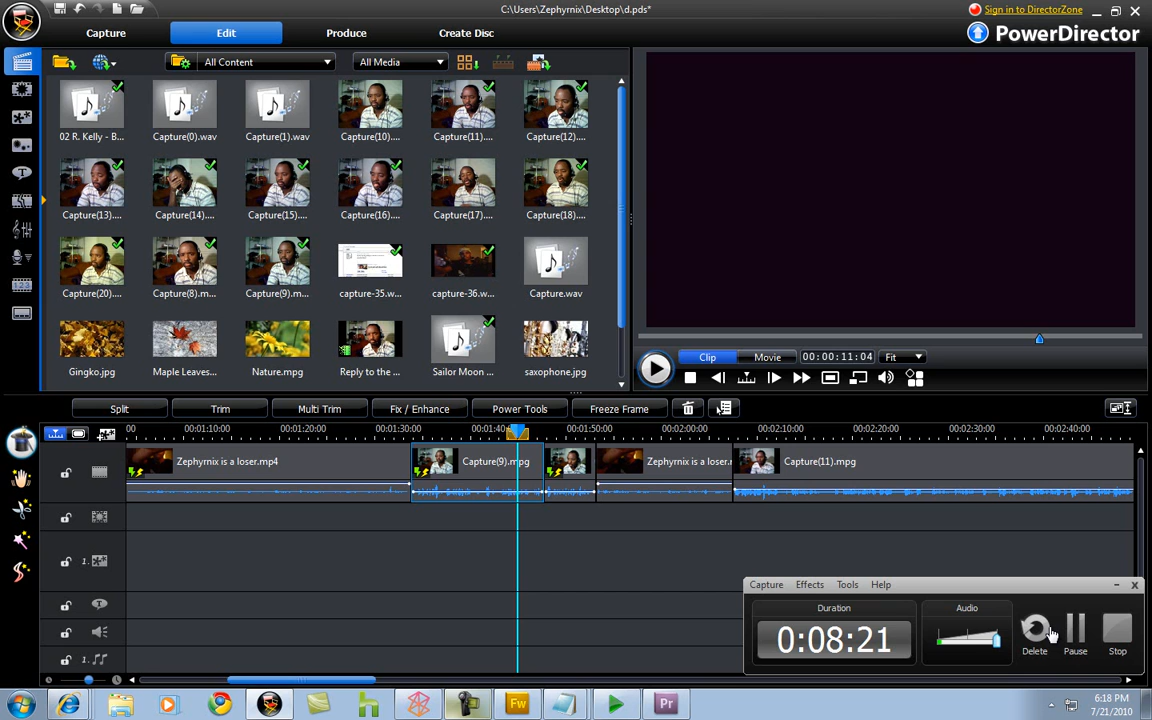 C:\Users\Zephyrnix\Desktop\d.pds*
Sign in to DirectorZone
Capture
Edit
Produce
Create Disc
PowerDirector
All Content
All Media
02 R. Kelly - B...
Capture(0).wav
Capture(1).wav
Capture(10)....
Capture(11)....
Capture(12)....
Capture(13)....
Capture(14)....
Capture(15)....
Capture(16)....
Capture(17)....
Capture(18)....
Capture(20)....
Capture(8).m...
Capture(9).m...
capture-35.w...
capture-36.w...
Capture.wav
Gingko.jpg
Maple Leaves...
Nature.mpg
Reply to the ...
Sailor Moon ...
saxophone.jpg
Clip
Movie
00:00:11:04
Fit
Split
Trim
Multi Trim
Fix / Enhance
Power Tools
Freeze Frame
00
00:01:10:00
00:01:20:00
00:01:30:00
00:01:40
00:01:50:00
00:02:00:00
00:02:10:00
00:02:20:00
00:02:30:00
00:02:40:00
Zephyrnix is a loser.mp4
Capture(9).mpg
Zephyrnix is a loser.
Capture(11).mpg
1.
1.
Capture
Effects
Tools
Help
Duration
0:08:21
Audio
Delete
Pause
Stop
Fw
Pr
6:18 PM
7/21/2010